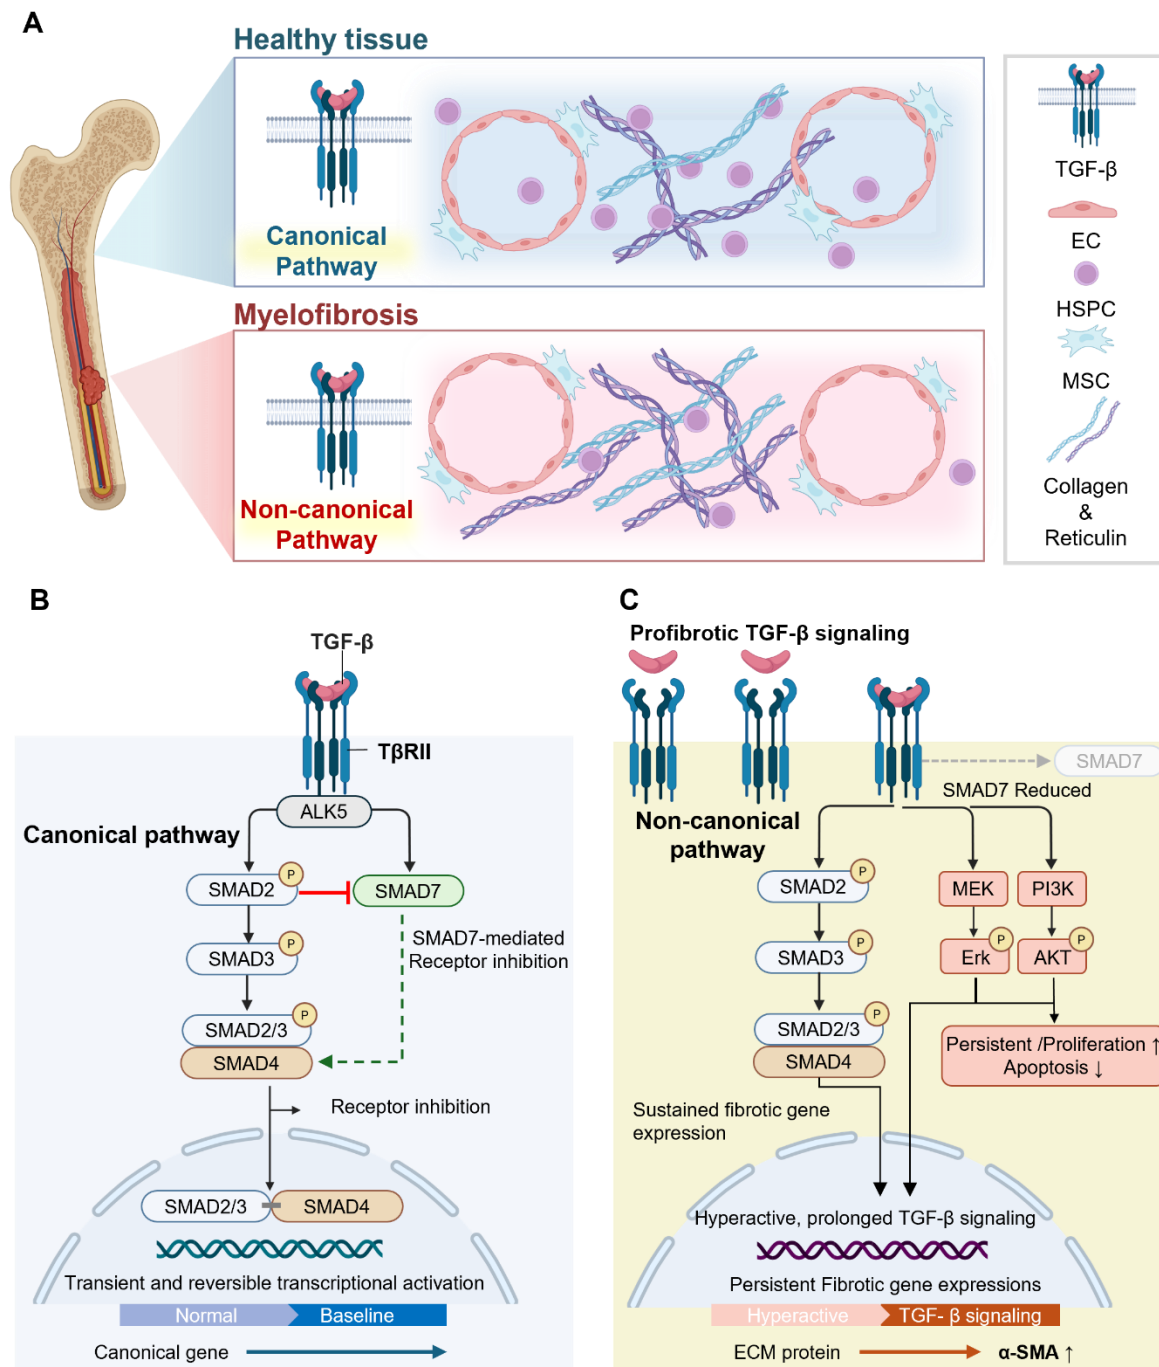 A
Healthy tissue
Canonical
Pathway
Myelofibrosis
Non-canonical
Pathway
TGF-β
EC
HSPC
MSC
Collagen
&
Reticulin
B
TGF-β
TβRII
ALK5
Canonical pathway
SMAD2
P
SMAD7
SMAD3
P
SMAD7-mediated
Receptor inhibition
SMAD2/3
P
SMAD4
Receptor inhibition
SMAD2/3
SMAD4
Transient and reversible transcriptional activation
Normal
Baseline
Canonical gene
C
Profibrotic TGF-β signaling
SMAD7
SMAD7 Reduced
Non-canonical
pathway
SMAD2
P
MEK
PI3K
SMAD3
P
Erk
P
AKT
P
SMAD2/3
P
SMAD4
Persistent /Proliferation ↑
Apoptosis ↓
Sustained fibrotic gene
expression
Hyperactive, prolonged TGF-β signaling
Persistent Fibrotic gene expressions
Hyperactive
TGF- β signaling
ECM protein
α-SMA ↑